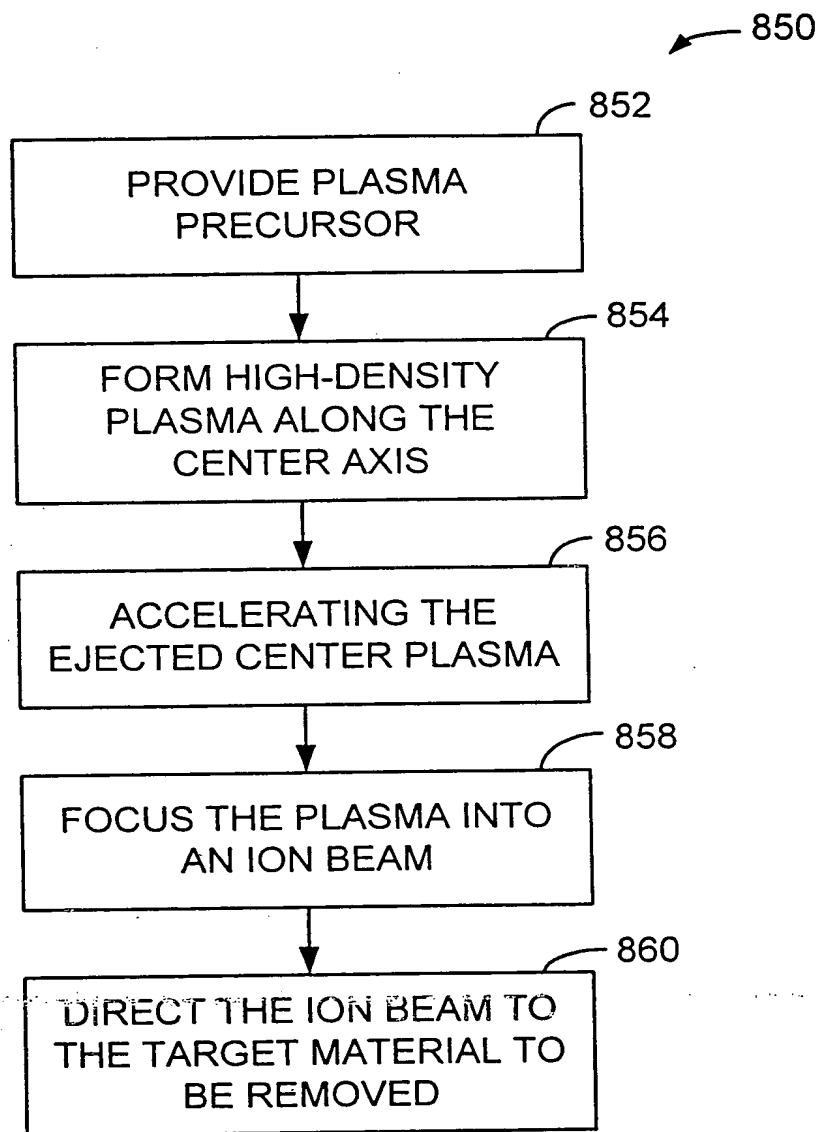 850
852
PROVIDE PLASMA
PRECURSOR
854
FORM HIGH-DENSITY
PLASMA ALONG THE
CENTER AXIS
856
ACCELERATING THE
EJECTED CENTER PLASMA
858
FOCUS THE PLASMA INTO
AN ION BEAM
860
DIRECT THE ION BEAM TO
THE TARGET MATERIAL TO
BE REMOVED